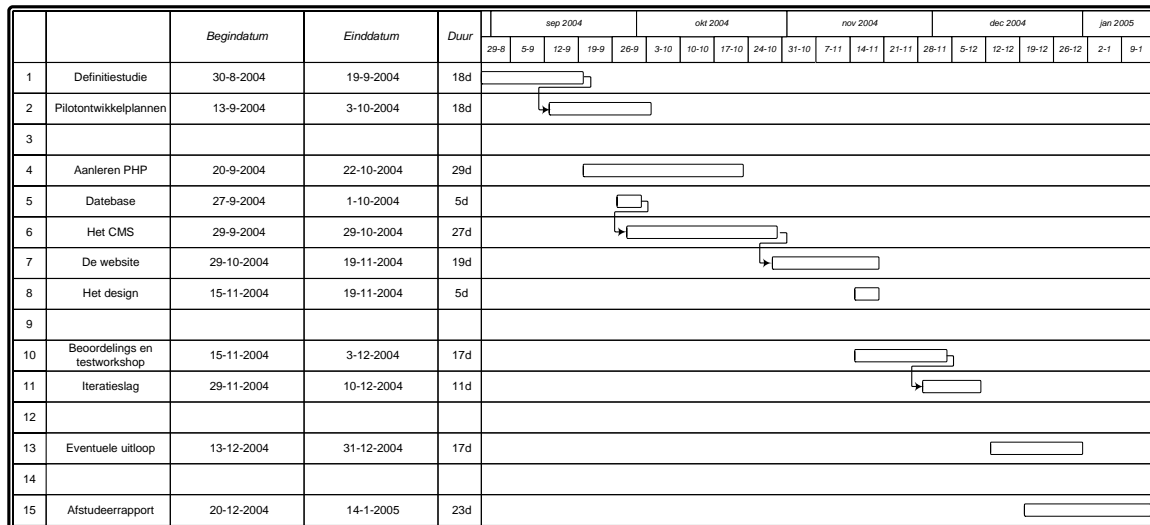 sep 2004 okt 2004 nov 2004 dec 2004 jan 2005
Begindatum Einddatum Duur
29-8 5-9 12-9 19-9 26-9 3-10 10-10 17-10 24-10 31-10 7-11 14-11 21-11 28-11 5-12 12-12 19-12 26-12 2-1 9-1
1 Definitiestudie 30-8-2004 19-9-2004 18d
2 Pilotontwikkelplannen 13-9-2004 3-10-2004 18d
3
4 Aanleren PHP 20-9-2004 22-10-2004 29d
5 Datebase 27-9-2004 1-10-2004 5d
6 Het CMS 29-9-2004 29-10-2004 27d
7 De website 29-10-2004 19-11-2004 19d
8 Het design 15-11-2004 19-11-2004 5d
9
10 Beoordelings en
testworkshop 15-11-2004 3-12-2004 17d
11 Iteratieslag 29-11-2004 10-12-2004 11d
12
13 Eventuele uitloop 13-12-2004 31-12-2004 17d
14
15 Afstudeerrapport 20-12-2004 14-1-2005 23d